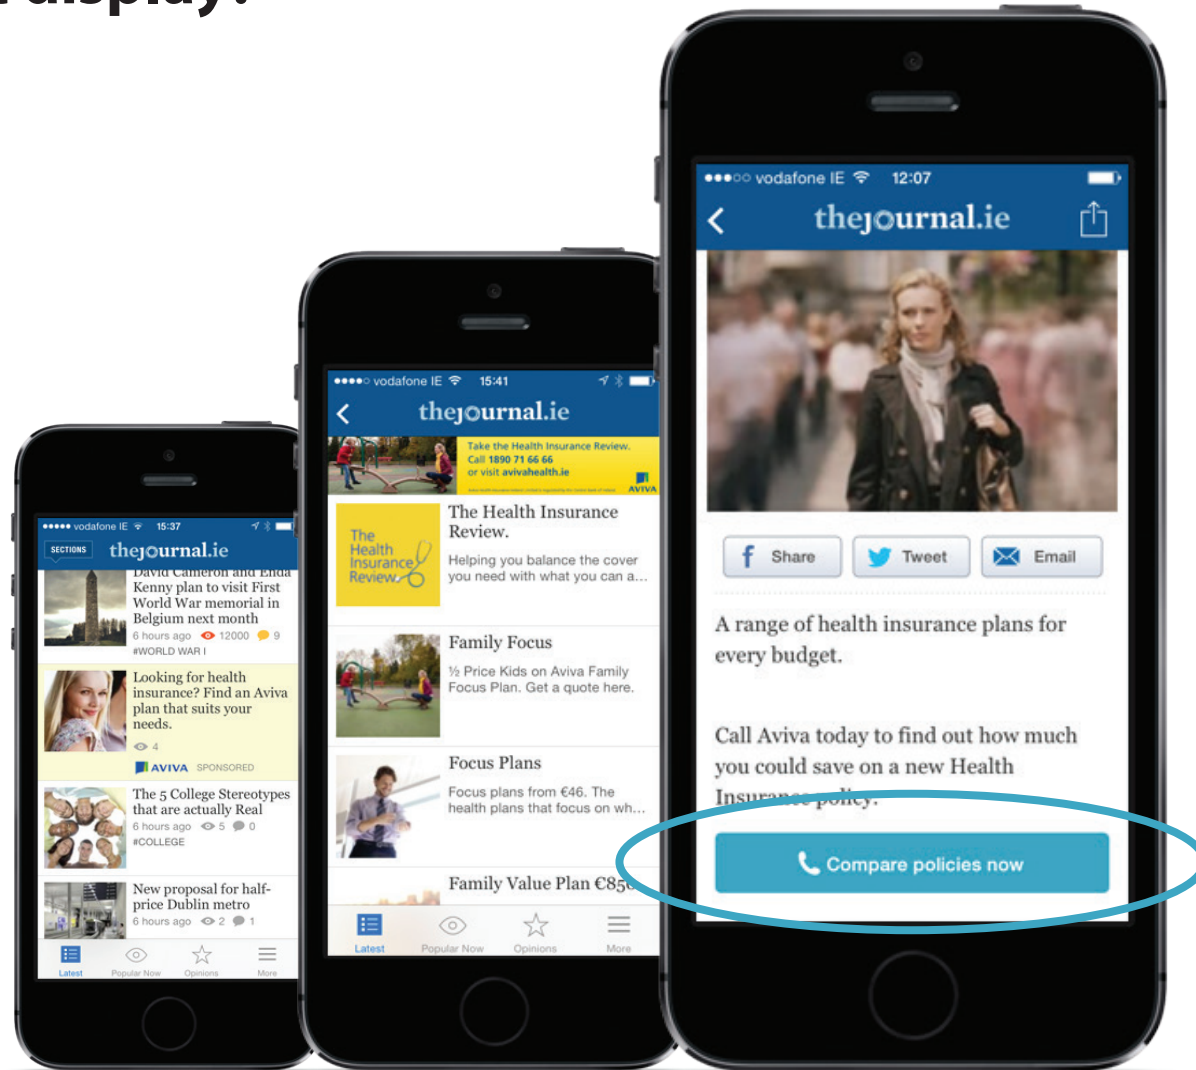 display?
vodafone IE 15:37
SECTIONS
thejournal.ie
David Cameron and Enda
Kenny plan to visit First
World War memorial in
Belgium next month
6 hours ago 12000 9
#WORLD WAR I
Looking for health
insurance? Find an Aviva
plan that suits your
needs.
4
AVIVA SPONSORED
The 5 College Stereotypes
that are actually Real
6 hours ago 5 0
#COLLEGE
New proposal for half-
price Dublin metro
6 hours ago 2 1
Latest Popular Now Opinions More
vodafone IE 15:41
thejournal.ie
Take the Health Insurance Review.
Call 1890 71 66 66
or visit avivahealth.ie
AVIVA
The
Health
Insurance
Review
The Health Insurance
Review.
Helping you balance the cover
you need with what you can a...
Family Focus
½ Price Kids on Aviva Family
Focus Plan. Get a quote here.
Focus Plans
Focus plans from €46. The
health plans that focus on wh...
Family Value Plan €850
Latest Popular Now Opinions More
vodafone IE 12:07
thejournal.ie
f Share
Tweet
Email
A range of health insurance plans for
every budget.
Call Aviva today to find out how much
you could save on a new Health
Insurance policy.
Compare policies now